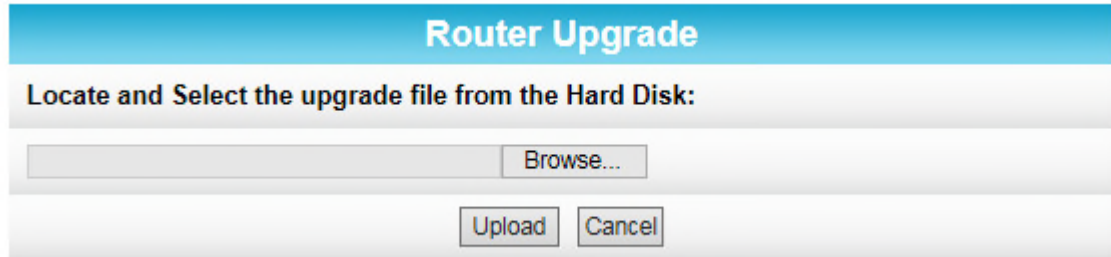 Router Upgrade
Locate and Select the upgrade file from the Hard Disk:
Browse...
Upload Cancel